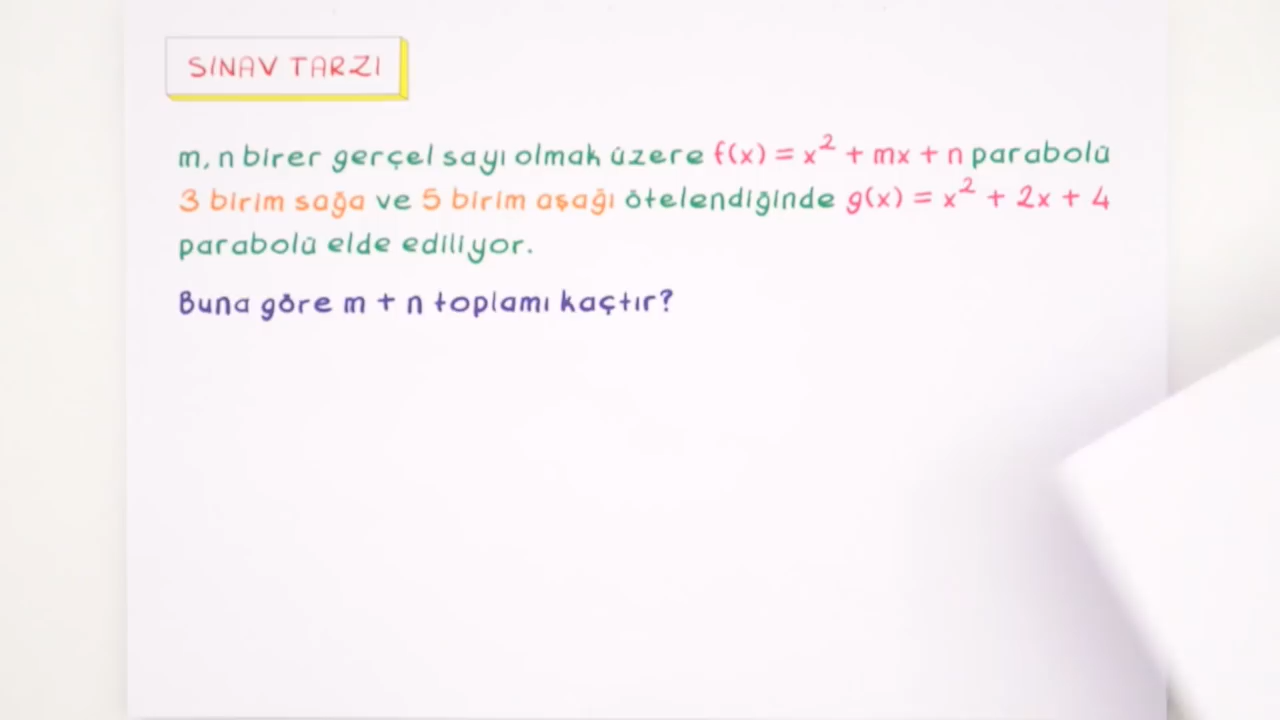 SINAV TARZI
m, n birer gerçel sayı olmak üzere f(x) = x² + mx + n parabolü
3 birim sağa ve 5 birim aşağı ötelendiğinde g(x) = x² + 2x + 4
parabolü elde ediliyor.
Buna göre m + n toplamı kaçtır?